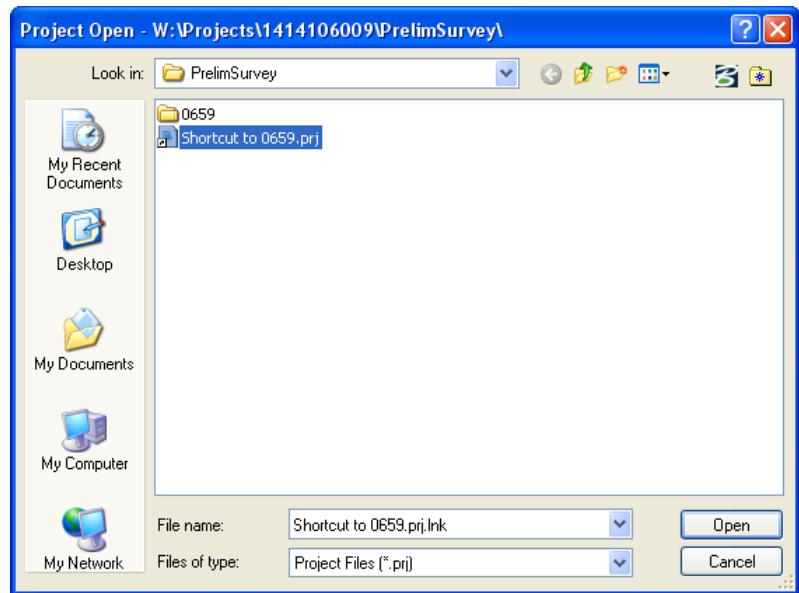 Project Open - W:\Projects\1414106009\PrelimSurvey\
Look in: PrelimSurvey
0659
Shortcut to 0659.prj
My Recent
Documents
Desktop
My Documents
My Computer
My Network
File name: Shortcut to 0659.prj.lnk Open
Files of type: Project Files (*.prj) Cancel